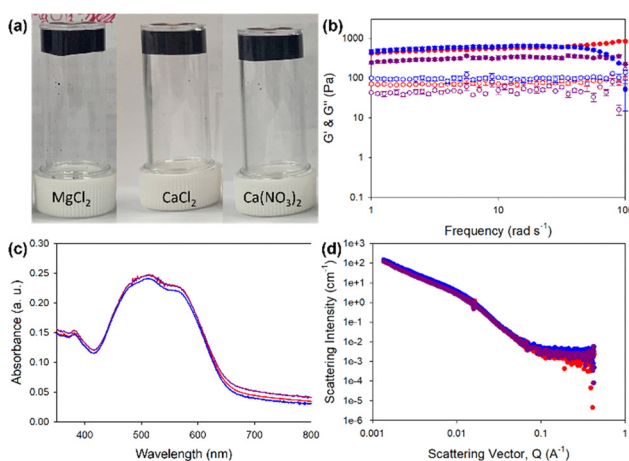 (a)
MgCl2
CaCl2
Ca(NO3)2
(b)
G' & G'' (Pa)
1000
100
10
1
0.1
1
10
100
Frequency (rad s-1)
(c)
Absorbance (a. u.)
0.30
0.25
0.20
0.15
0.10
0.05
0.00
400
500
600
700
800
Wavelength (nm)
(d)
Scattering Intensity (cm-1)
1e+3
1e+2
1e+1
1e+0
1e-1
1e-2
1e-3
1e-4
1e-5
1e-6
0.001
0.01
0.1
1
Scattering Vector, Q (A-1)